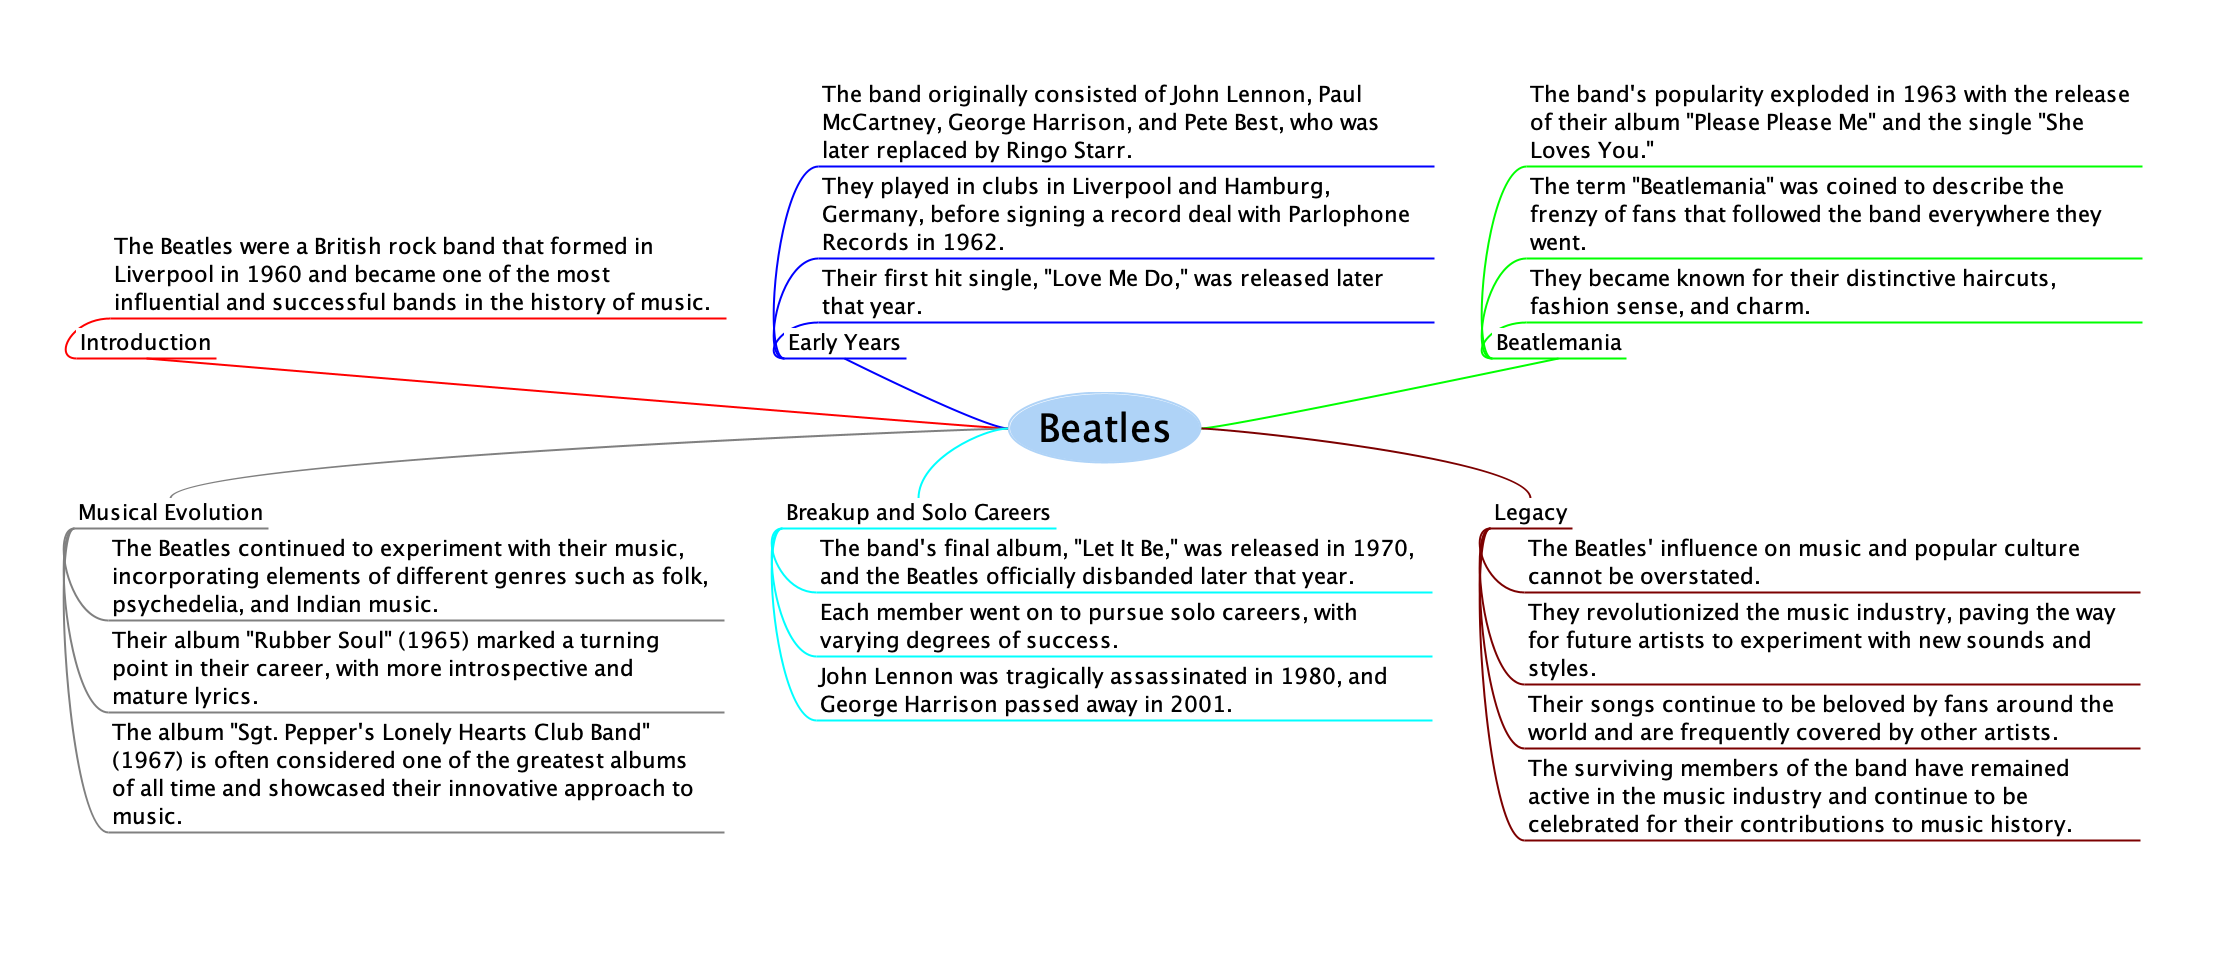 The Beatles were a British rock band that formed in
Liverpool in 1960 and became one of the most
influential and successful bands in the history of music.
Introduction
The band originally consisted of John Lennon, Paul
McCartney, George Harrison, and Pete Best, who was
later replaced by Ringo Starr.
They played in clubs in Liverpool and Hamburg,
Germany, before signing a record deal with Parlophone
Records in 1962.
Their first hit single, "Love Me Do," was released later
that year.
Early Years
The band's popularity exploded in 1963 with the release
of their album "Please Please Me" and the single "She
Loves You."
The term "Beatlemania" was coined to describe the
frenzy of fans that followed the band everywhere they
went.
They became known for their distinctive haircuts,
fashion sense, and charm.
Beatlemania
Beatles
Musical Evolution
The Beatles continued to experiment with their music,
incorporating elements of different genres such as folk,
psychedelia, and Indian music.
Their album "Rubber Soul" (1965) marked a turning
point in their career, with more introspective and
mature lyrics.
The album "Sgt. Pepper's Lonely Hearts Club Band"
(1967) is often considered one of the greatest albums
of all time and showcased their innovative approach to
music.
Breakup and Solo Careers
The band's final album, "Let It Be," was released in 1970,
and the Beatles officially disbanded later that year.
Each member went on to pursue solo careers, with
varying degrees of success.
John Lennon was tragically assassinated in 1980, and
George Harrison passed away in 2001.
Legacy
The Beatles' influence on music and popular culture
cannot be overstated.
They revolutionized the music industry, paving the way
for future artists to experiment with new sounds and
styles.
Their songs continue to be beloved by fans around the
world and are frequently covered by other artists.
The surviving members of the band have remained
active in the music industry and continue to be
celebrated for their contributions to music history.